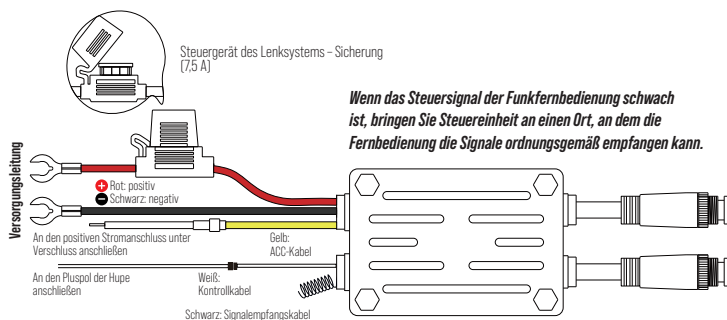 Steuergerät des Lenksystems – Sicherung
(7,5 A)
Wenn das Steuersignal der Funkfernbedienung schwach
ist, bringen Sie Steuereinheit an einen Ort, an dem die
Fernbedienung die Signale ordnungsgemäß empfangen kann.
Versorgungsleitung
+ Rot: positiv
− Schwarz: negativ
An den positiven Stromanschluss unter
Verschluss anschließen
Gelb:
ACC-Kabel
An den Pluspol der Hupe
anschließen
Weiß:
Kontrollkabel
Schwarz: Signalempfangskabel